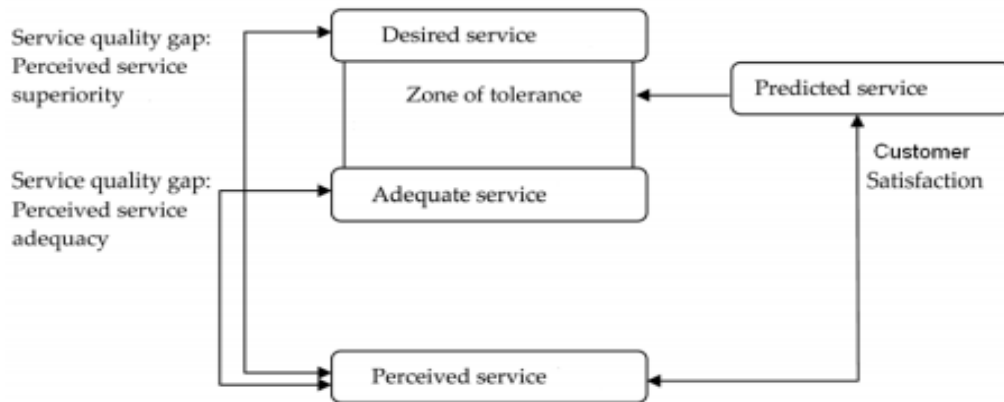 Service quality gap:
Perceived service
superiority
Desired service
Zone of tolerance
Predicted service
Customer
Satisfaction
Service quality gap:
Perceived service
adequacy
Adequate service
Perceived service